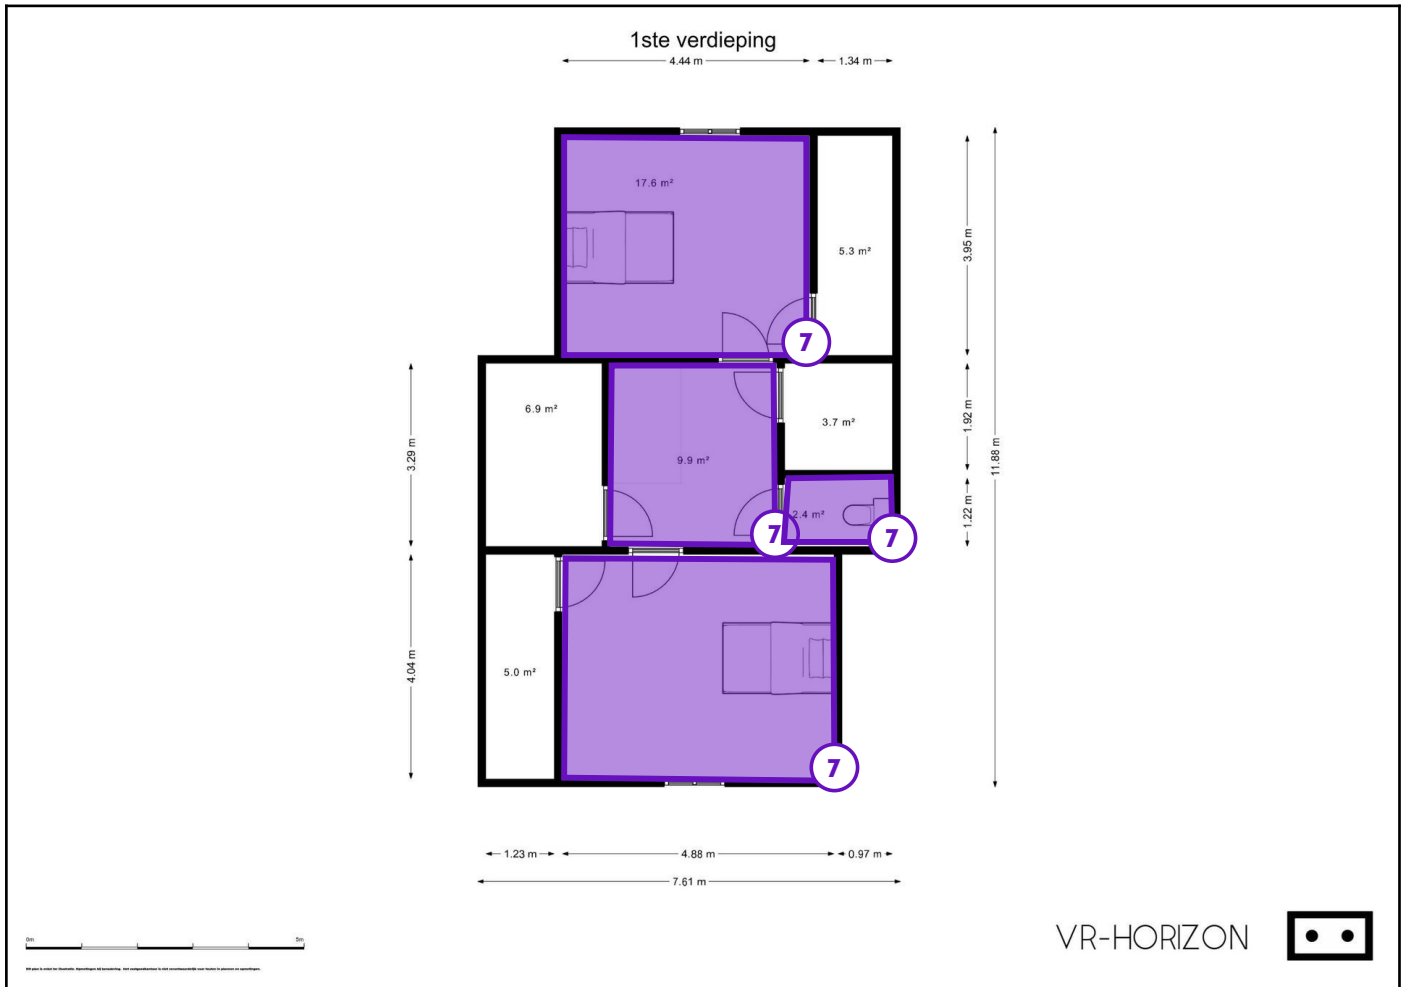 1ste verdieping
4.44 m
1.34 m
17.6 m²
5.3 m²
3.95 m
7
6.9 m²
3.7 m²
1.92 m
3.29 m
9.9 m²
11.88 m
2.4 m²
1.22 m
7
7
5.0 m²
4.04 m
7
1.23 m
4.88 m
0.97 m
7.61 m
0m
5m
VR-HORIZON